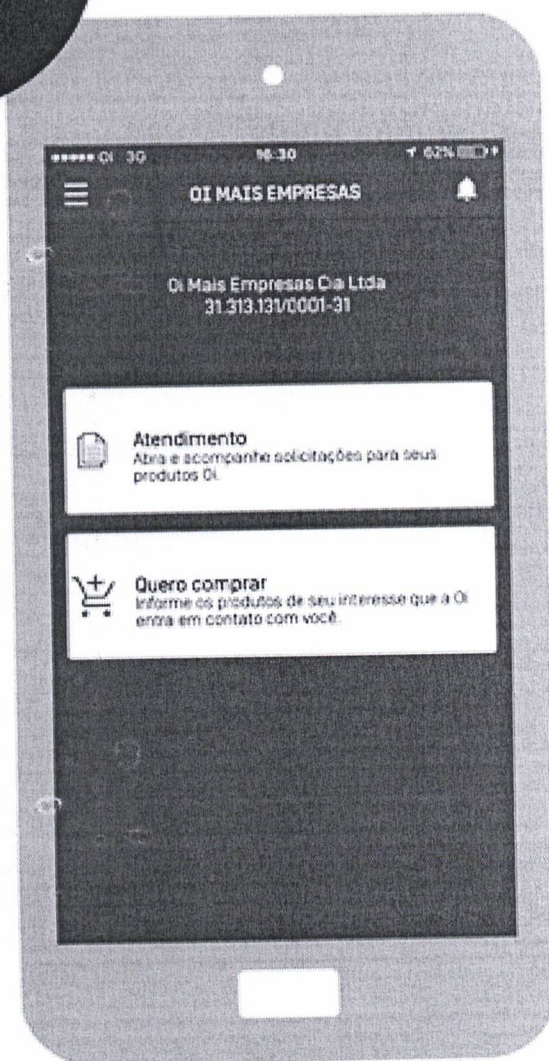 OI 3G 16:30 62%
OI MAIS EMPRESAS
Oi Mais Empresas Cia Ltda
31.313.131/0001-31
Atendimento
Abra e acompanhe solicitações para seus
produtos Oi.
Quero comprar
Informe os produtos de seu interesse que a Oi
entra em contato com você.